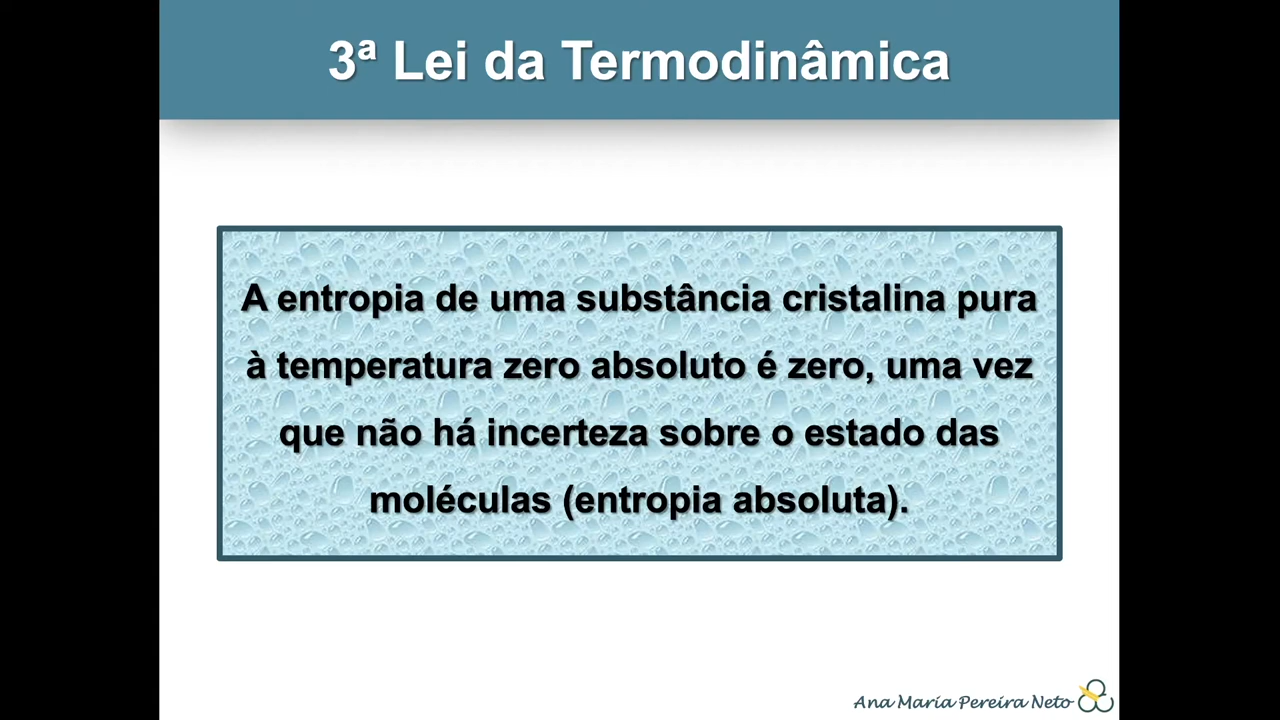 3ª Lei da Termodinâmica
A entropia de uma substância cristalina pura
à temperatura zero absoluto é zero, uma vez
que não há incerteza sobre o estado das
moléculas (entropia absoluta).
Ana Maria Pereira Neto